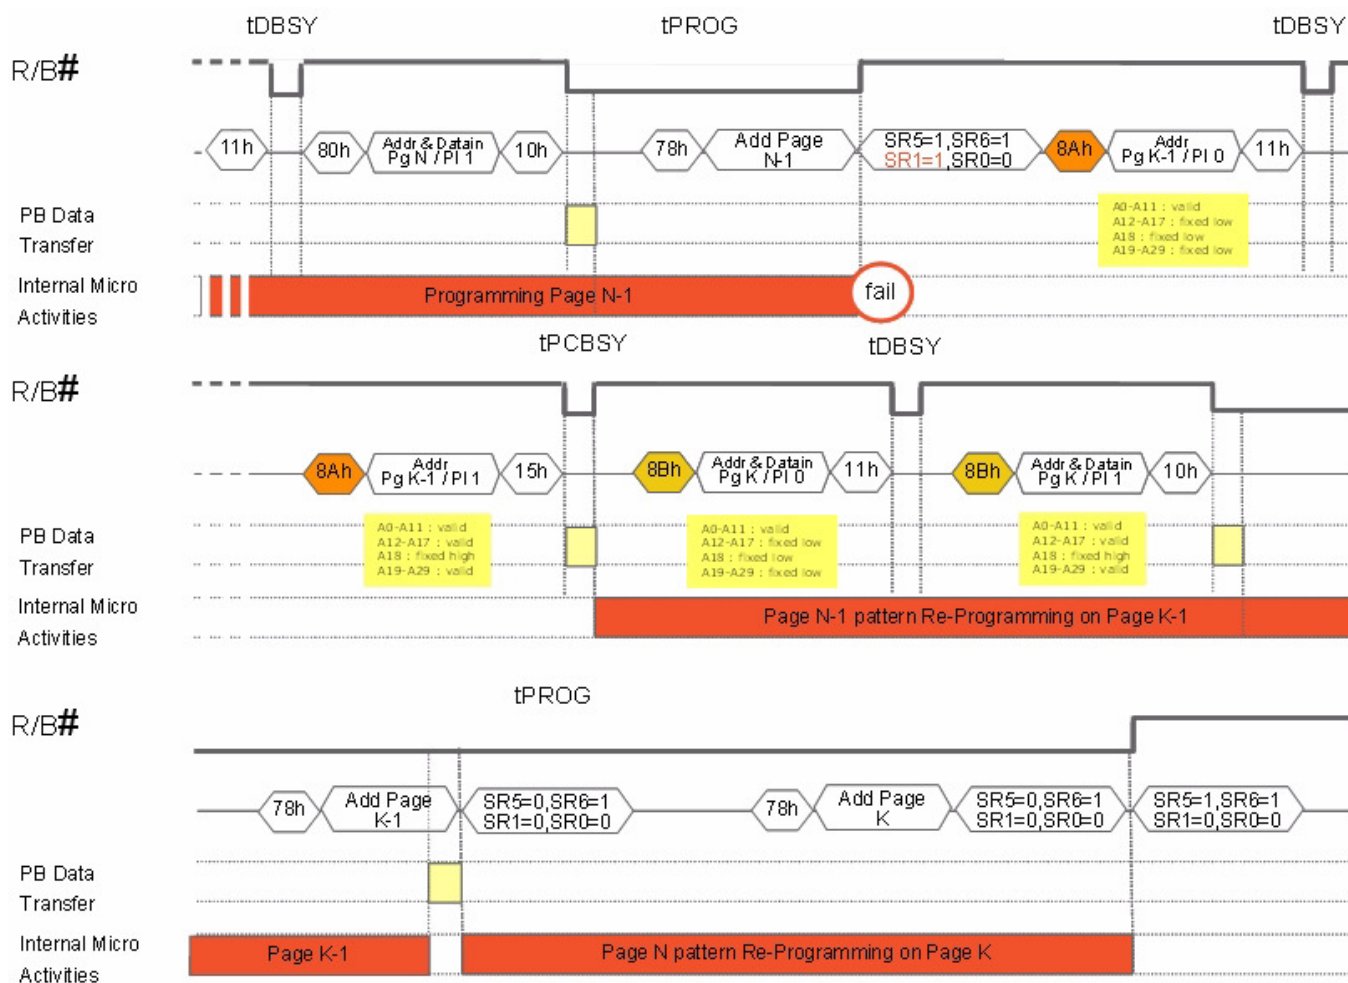 tDBSY tPROG tDBSY
R/B#
11h 80h Addr & Datain 10h 78h Add Page SR5=1,SR6=1 8Ah Addr 11h
Pg N / Pl 1 N-1 SR1=1,SR0=0 Pg K-1 / Pl 0
PB Data
Transfer
A0-A11 : valid
A12-A17 : fixed low
A18 : fixed low
A19-A29 : fixed low
Internal Micro
Activities
Programming Page N-1 fail
tPCBSY tDBSY
R/B#
8Ah Addr 15h 8Bh Addr & Datain 11h 8Bh Addr & Datain 10h
Pg K-1 / Pl 1 Pg K / Pl 0 Pg K / Pl 1
PB Data
Transfer
A0-A11 : valid
A12-A17 : valid
A18 : fixed high
A19-A29 : valid
A0-A11 : valid
A12-A17 : fixed low
A18 : fixed low
A19-A29 : fixed low
A0-A11 : valid
A12-A17 : valid
A18 : fixed high
A19-A29 : valid
Internal Micro
Activities
Page N-1 pattern Re-Programming on Page K-1
tPROG
R/B#
78h Add Page SR5=0,SR6=1 78h Add Page SR5=0,SR6=1 SR5=1,SR6=1
K-1 SR1=0,SR0=0 K SR1=0,SR0=0 SR1=0,SR0=0
PB Data
Transfer
Internal Micro
Activities
Page K-1 Page N pattern Re-Programming on Page K